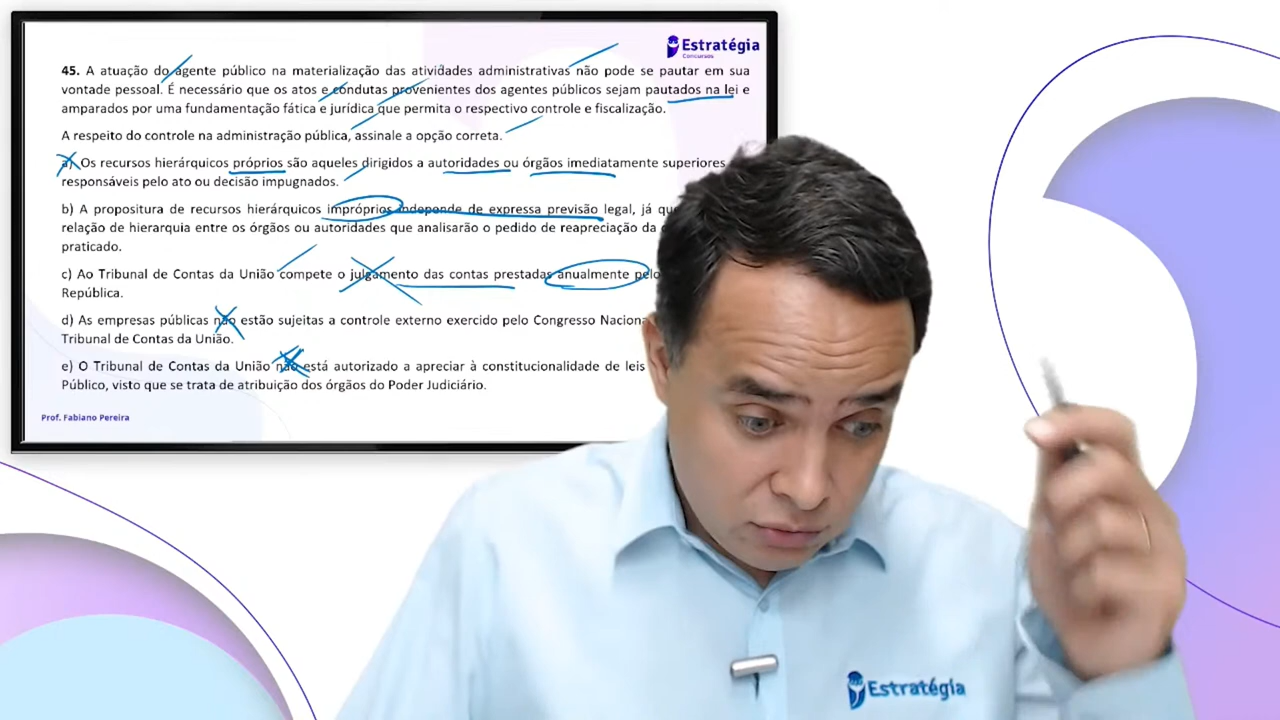 Estratégia
Concursos
45. A atuação do agente público na materialização das atividades administrativas não pode se pautar em sua
vontade pessoal. É necessário que os atos e condutas provenientes dos agentes públicos sejam pautados na lei e
amparados por uma fundamentação fática e jurídica que permita o respectivo controle e fiscalização.
A respeito do controle na administração pública, assinale a opção correta.
a) Os recursos hierárquicos próprios são aqueles dirigidos a autoridades ou órgãos imediatamente superiores
responsáveis pelo ato ou decisão impugnados.
b) A propositura de recursos hierárquicos impróprios independe de expressa previsão legal, já
relação de hierarquia entre os órgãos ou autoridades que analisarão o pedido de reapreciação da
praticado.
c) Ao Tribunal de Contas da União compete o julgamento das contas prestadas anualmente pelo
República.
d) As empresas públicas não estão sujeitas a controle externo exercido pelo Congresso
Tribunal de Contas da União.
e) O Tribunal de Contas da União não está autorizado a apreciar à constitucionalidade de leis
Público, visto que se trata de atribuição dos órgãos do Poder Judiciário.
Prof. Fabiano Pereira
Estratégia